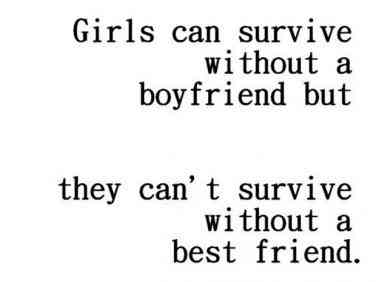 Girls can survive
without a
boyfriend but
they can't survive
without a
best friend.